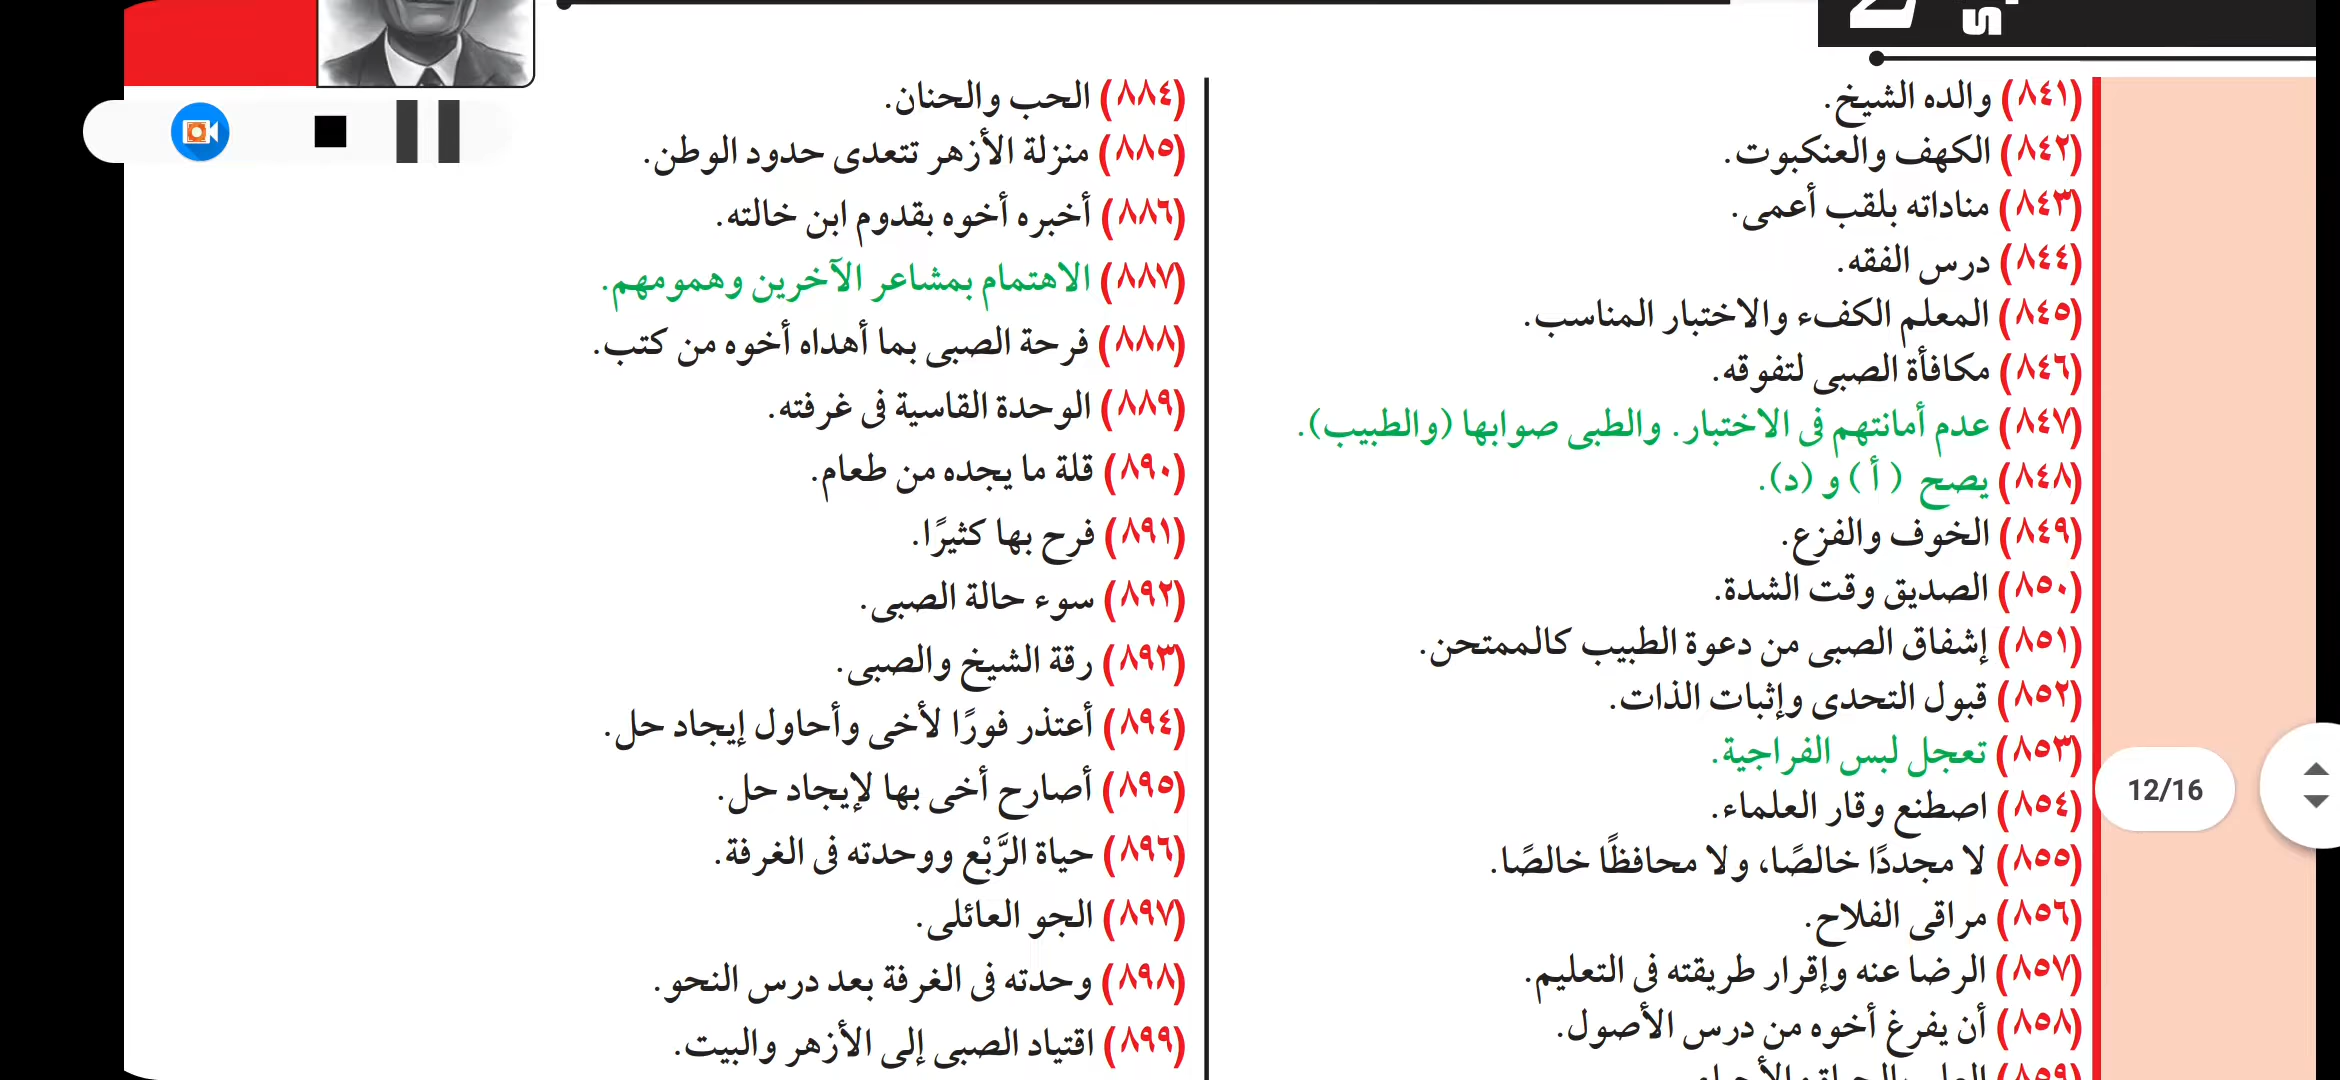 (٨٤١) والده الشيخ.
(٨٤٢) الكهف والعنكبوت.
(٨٤٣) مناداته بلقب أعمى.
(٨٤٤) درس الفقه.
(٨٤٥) المعلم الكفء والاختبار المناسب.
(٨٤٦) مكافأة الصبى لتفوقه.
(٨٤٧) عدم أمانتهم فى الاختبار. والطبى صوابها (والطبيب).
(٨٤٨) يصح ( أ ) و (د).
(٨٤٩) الخوف والفزع.
(٨٥٠) الصديق وقت الشدة.
(٨٥١) إشفاق الصبى من دعوة الطبيب كالممتحن.
(٨٥٢) قبول التحدى وإثبات الذات.
(٨٥٣) تعجل لبس الفراجية.
(٨٥٤) اصطنع وقار العلماء.
(٨٥٥) لا مجددًا خالصًا، ولا محافظًا خالصًا.
(٨٥٦) مراقى الفلاح.
(٨٥٧) الرضا عنه وإقرار طريقته فى التعليم.
(٨٥٨) أن يفرغ أخوه من درس الأصول.
(٨٨٤) الحب والحنان.
(٨٨٥) منزلة الأزهر تتعدى حدود الوطن.
(٨٨٦) أخبره أخوه بقدوم ابن خالته.
(٨٨٧) الاهتمام بمشاعر الآخرين وهمومهم.
(٨٨٨) فرحة الصبى بما أهداه أخوه من كتب.
(٨٨٩) الوحدة القاسية فى غرفته.
(٨٩٠) قلة ما يجده من طعام.
(٨٩١) فرح بها كثيرًا.
(٨٩٢) سوء حالة الصبى.
(٨٩٣) رقة الشيخ والصبى.
(٨٩٤) أعتذر فورًا لأخى وأحاول إيجاد حل.
(٨٩٥) أصارح أخى بها لإيجاد حل.
(٨٩٦) حياة الرَّبْع ووحدته فى الغرفة.
(٨٩٧) الجو العائلى.
(٨٩٨) وحدته فى الغرفة بعد درس النحو.
(٨٩٩) اقتياد الصبى إلى الأزهر والبيت.
12/16